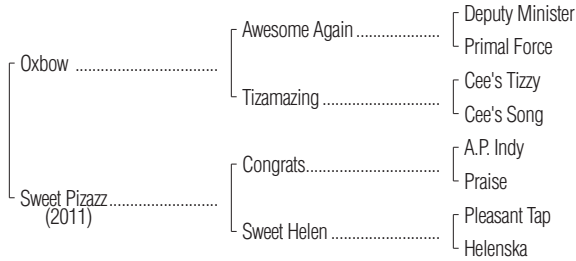 Deputy Minister
Awesome Again ..................
Primal Force
Oxbow ...............................
Cee's Tizzy
Tizamazing ..........................
Cee's Song
A.P. Indy
Congrats.............................
Praise
Sweet Pizazz.......................
(2011)
Pleasant Tap
Sweet Helen .......................
Helenska